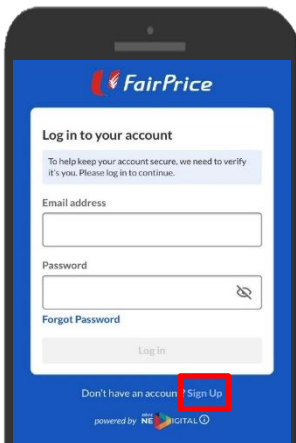 FairPrice
Log in to your account
To help keep your account secure, we need to verify
it's you. Please log in to continue.
Email address
Password
Forgot Password
Log in
Don't have an account? Sign Up
powered by NE DIGITAL